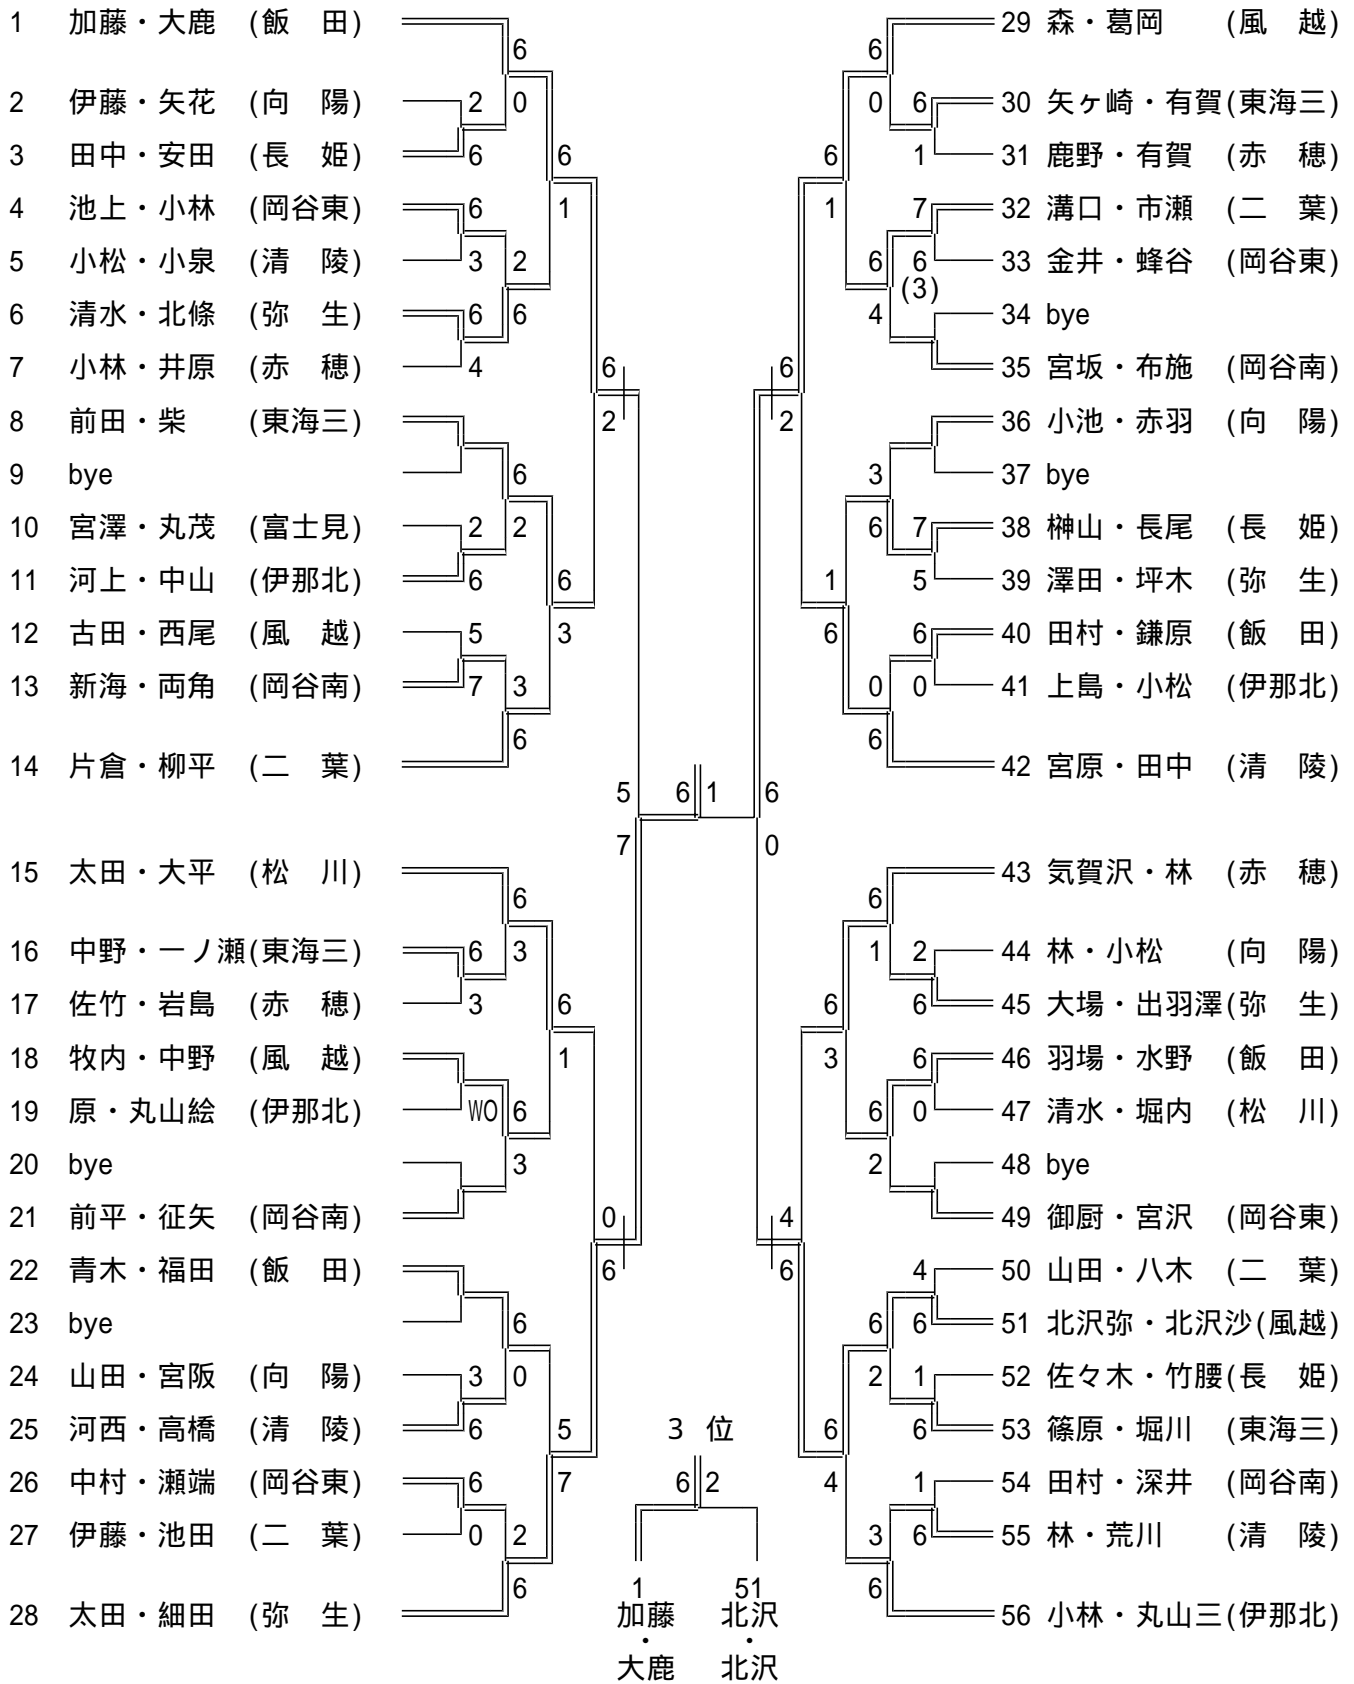 1 加藤・大鹿 (飯 田)
2 伊藤・矢花 (向 陽)
3 田中・安田 (長 姫)
4 池上・小林 (岡谷東)
5 小松・小泉 (清 陵)
6 清水・北條 (弥 生)
7 小林・井原 (赤 穂)
8 前田・柴 (東海三)
9 bye
10 宮澤・丸茂 (富士見)
11 河上・中山 (伊那北)
12 古田・西尾 (風 越)
13 新海・両角 (岡谷南)
14 片倉・柳平 (二 葉)
15 太田・大平 (松 川)
16 中野・一ノ瀬(東海三)
17 佐竹・岩島 (赤 穂)
18 牧内・中野 (風 越)
19 原・丸山絵 (伊那北)
20 bye
21 前平・征矢 (岡谷南)
22 青木・福田 (飯 田)
23 bye
24 山田・宮阪 (向 陽)
25 河西・高橋 (清 陵)
26 中村・瀬端 (岡谷東)
27 伊藤・池田 (二 葉)
28 太田・細田 (弥 生)
2
6
6
3
6
4
2
6
5
7
6
3
WO
3
6
6
0
6
0
2
6
6
2
3
6
6
3
6
3
6
0
2
6
6
1
6
3
6
1
5
7
6
2
0
6
5
7
6 1
6
0
6
2
4
6
6
1
1
6
6
3
6
4
6
0
6
4
3
6
0
6
6
1
6
2
6
2
3
6
6
1
7
6
(3)
7
5
6
0
2
6
6
0
4
6
1
6
1
6
29 森・葛岡 (風 越)
30 矢ヶ崎・有賀(東海三)
31 鹿野・有賀 (赤 穂)
32 溝口・市瀬 (二 葉)
33 金井・蜂谷 (岡谷東)
34 bye
35 宮坂・布施 (岡谷南)
36 小池・赤羽 (向 陽)
37 bye
38 榊山・長尾 (長 姫)
39 澤田・坪木 (弥 生)
40 田村・鎌原 (飯 田)
41 上島・小松 (伊那北)
42 宮原・田中 (清 陵)
43 気賀沢・林 (赤 穂)
44 林・小松 (向 陽)
45 大場・出羽澤(弥 生)
46 羽場・水野 (飯 田)
47 清水・堀内 (松 川)
48 bye
49 御厨・宮沢 (岡谷東)
50 山田・八木 (二 葉)
51 北沢弥・北沢沙(風越)
52 佐々木・竹腰(長 姫)
53 篠原・堀川 (東海三)
54 田村・深井 (岡谷南)
55 林・荒川 (清 陵)
56 小林・丸山三(伊那北)
3 位
6 2
1
加藤
・
大鹿
51
北沢
・
北沢